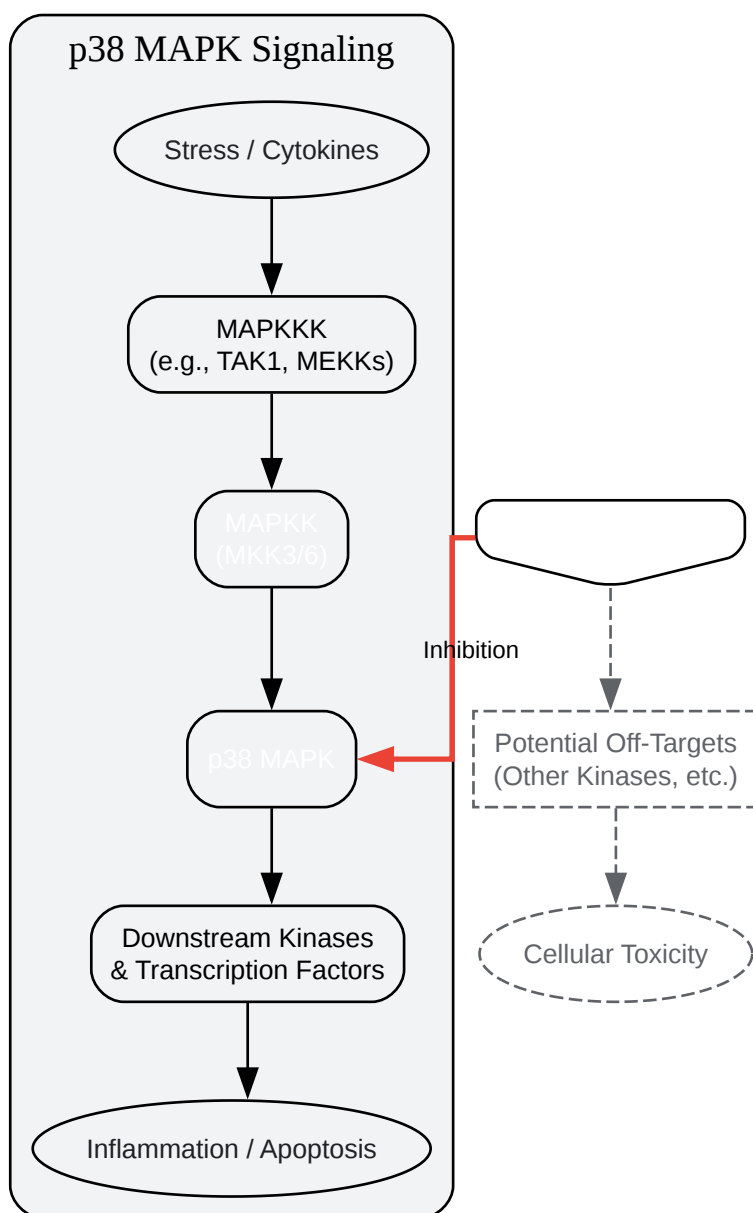 p38 MAPK Signaling
Stress / Cytokines
MAPKKK
(e.g., TAK1, MEKKs)
MAPKK
(MKK3/6)
Inhibition
p38 MAPK
Potential Off-Targets
(Other Kinases, etc.)
Downstream Kinases
& Transcription Factors
Cellular Toxicity
Inflammation / Apoptosis